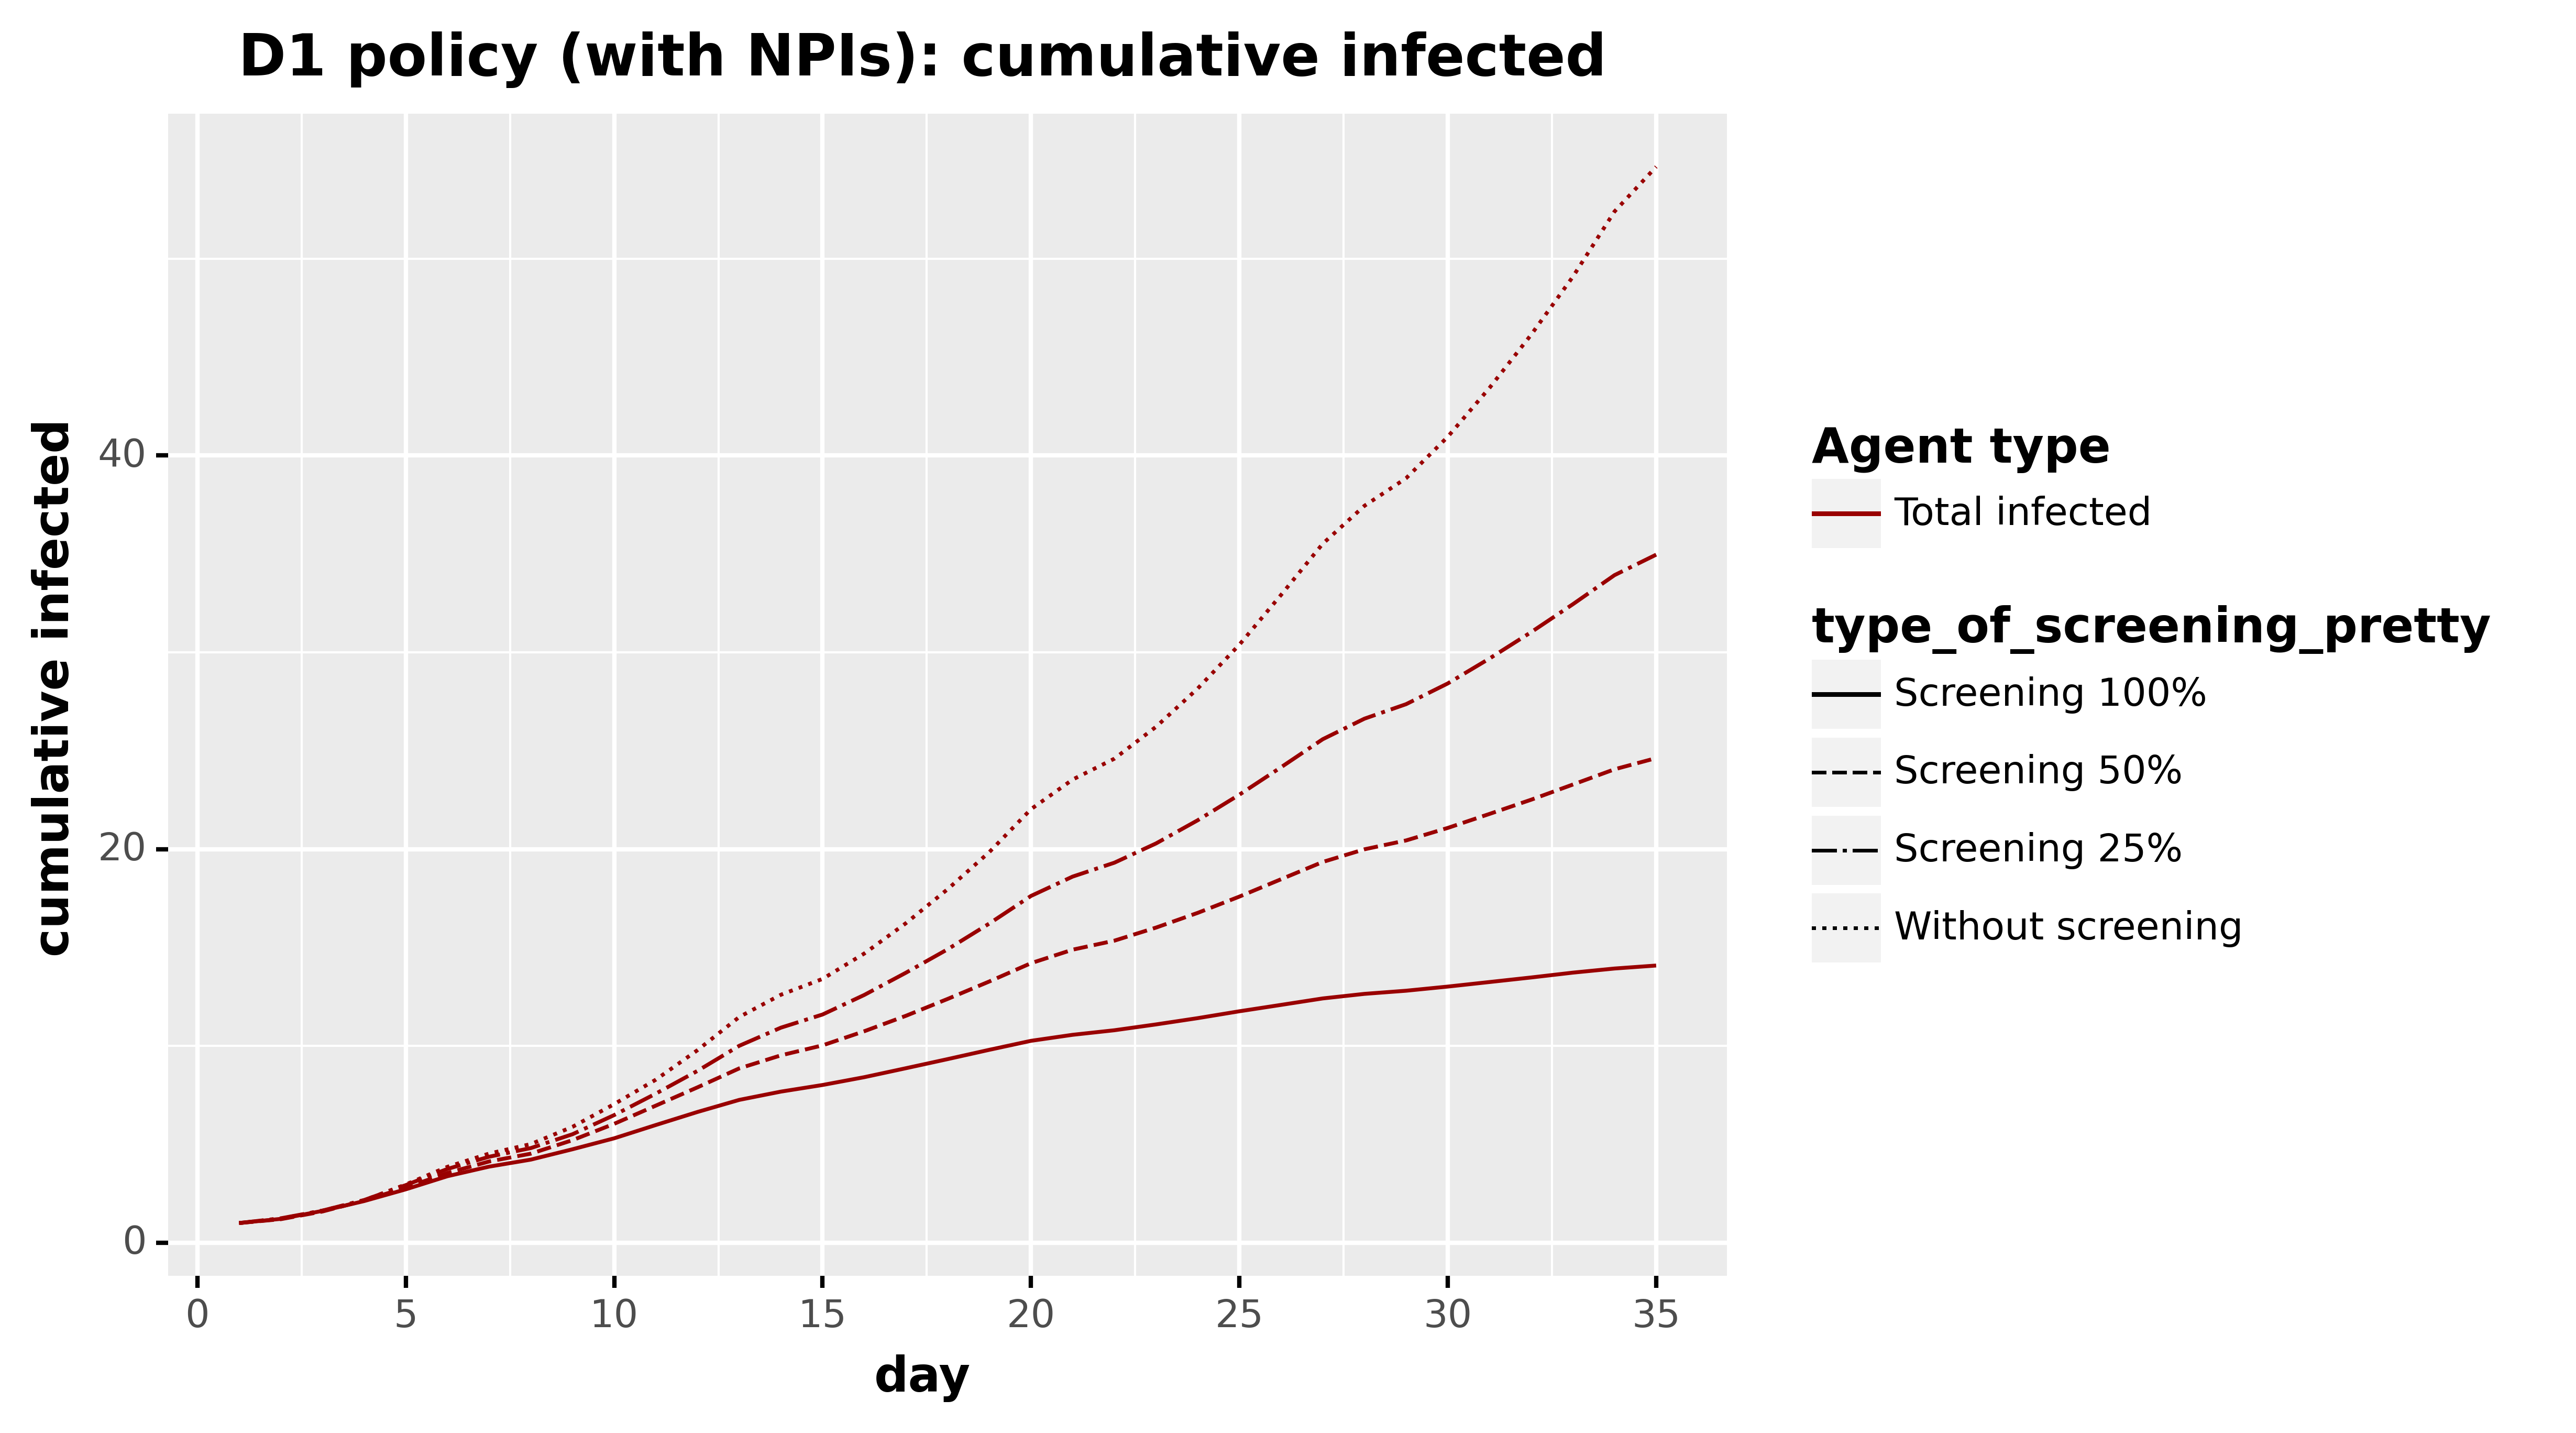 D1 policy (with NPIs): cumulative infected
cumulative infected
40
20
0
0 5 10 15 20 25 30 35
day
Agent type
Total infected
type_of_screening_pretty
Screening 100%
Screening 50%
Screening 25%
Without screening